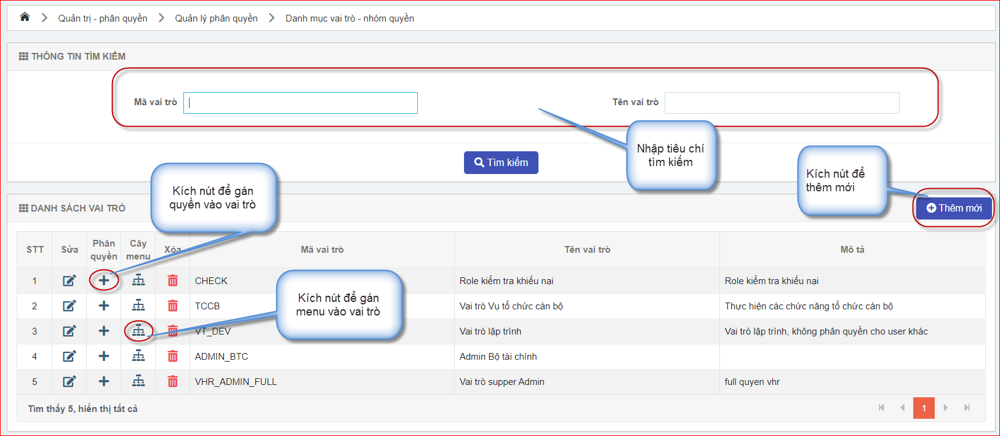 Quản trị - phân quyền
Quản lý phân quyền
Danh mục vai trò - nhóm quyền
THÔNG TIN TÌM KIẾM
Mã vai trò
Tên vai trò
Nhập tiêu chí
tìm kiếm
Tìm kiếm
Kích nút để gán
quyền vào vai trò
Kích nút để
thêm mới
DANH SÁCH VAI TRÒ
Thêm mới
STT Sửa Phân quyền Cây menu Xóa Mã vai trò Tên vai trò Mô tả
1 CHECK Role kiểm tra khiếu nại Role kiểm tra khiếu nại
Kích nút để gán
menu vào vai trò
2 TCCB Vai trò Vụ tổ chức cán bộ Thực hiện các chức năng tổ chức cán bộ
3 VT_DEV Vai trò lập trình Vai trò lập trình, không phân quyền cho user khác
4 ADMIN_BTC Admin Bộ tài chính
5 VHR_ADMIN_FULL Vai trò supper Admin full quyen vhr
Tìm thấy 5, hiển thị tất cả
1